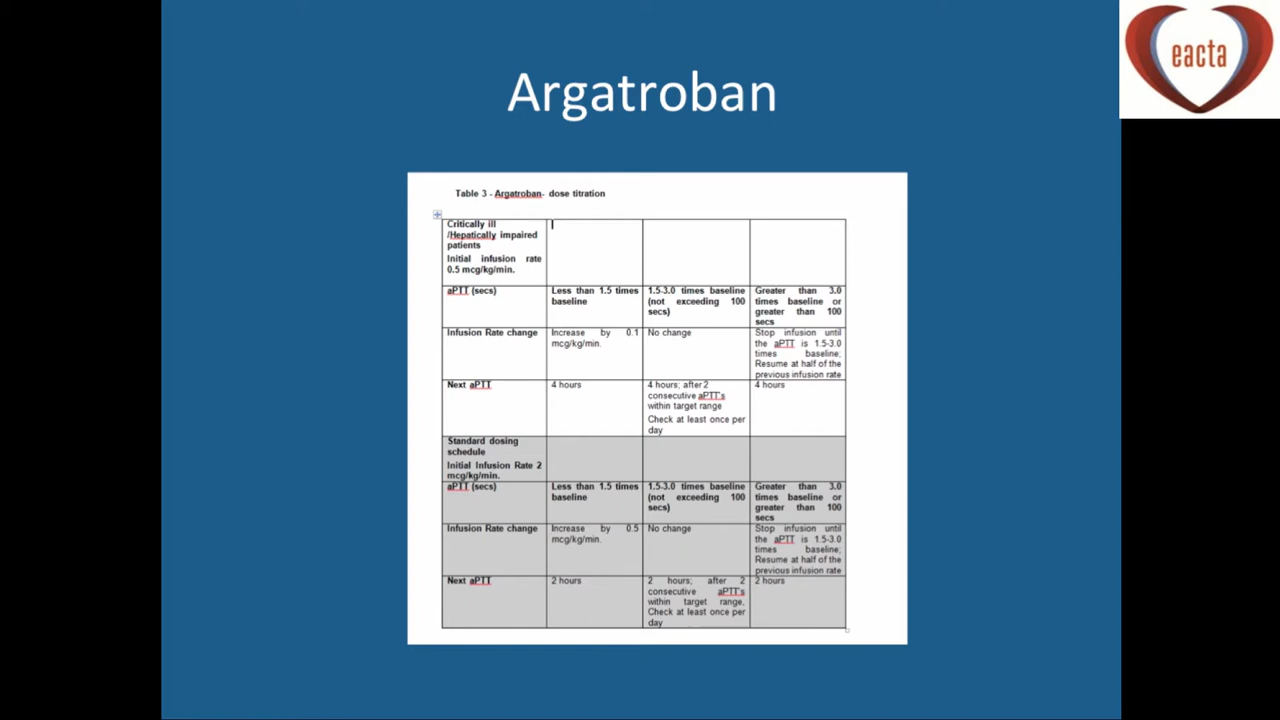 eacta
Argatroban
Table 3 - Argatroban- dose titration
Critically ill
/Hepatically impaired
patients
Initial infusion rate
0.5 mcg/kg/min.
aPTT (secs)
Less than 1.5 times
baseline
1.5-3.0 times baseline
(not exceeding 100
secs)
Greater than 3.0
times baseline or
greater than 100
secs
Infusion Rate change
Increase by 0.1
mcg/kg/min.
No change
Stop infusion until
the aPTT is 1.5-3.0
times baseline;
Resume at half of the
previous infusion rate
Next aPTT
4 hours
4 hours; after 2
consecutive aPTT's
within target range
Check at least once per
day
4 hours
Standard dosing
schedule
Initial Infusion Rate 2
mcg/kg/min.
aPTT (secs)
Less than 1.5 times
baseline
1.5-3.0 times baseline
(not exceeding 100
secs)
Greater than 3.0
times baseline or
greater than 100
secs
Infusion Rate change
Increase by 0.5
mcg/kg/min.
No change
Stop infusion until
the aPTT is 1.5-3.0
times baseline;
Resume at half of the
previous infusion rate
Next aPTT
2 hours
2 hours; after 2
consecutive aPTT's
within target range.
Check at least once per
day
2 hours